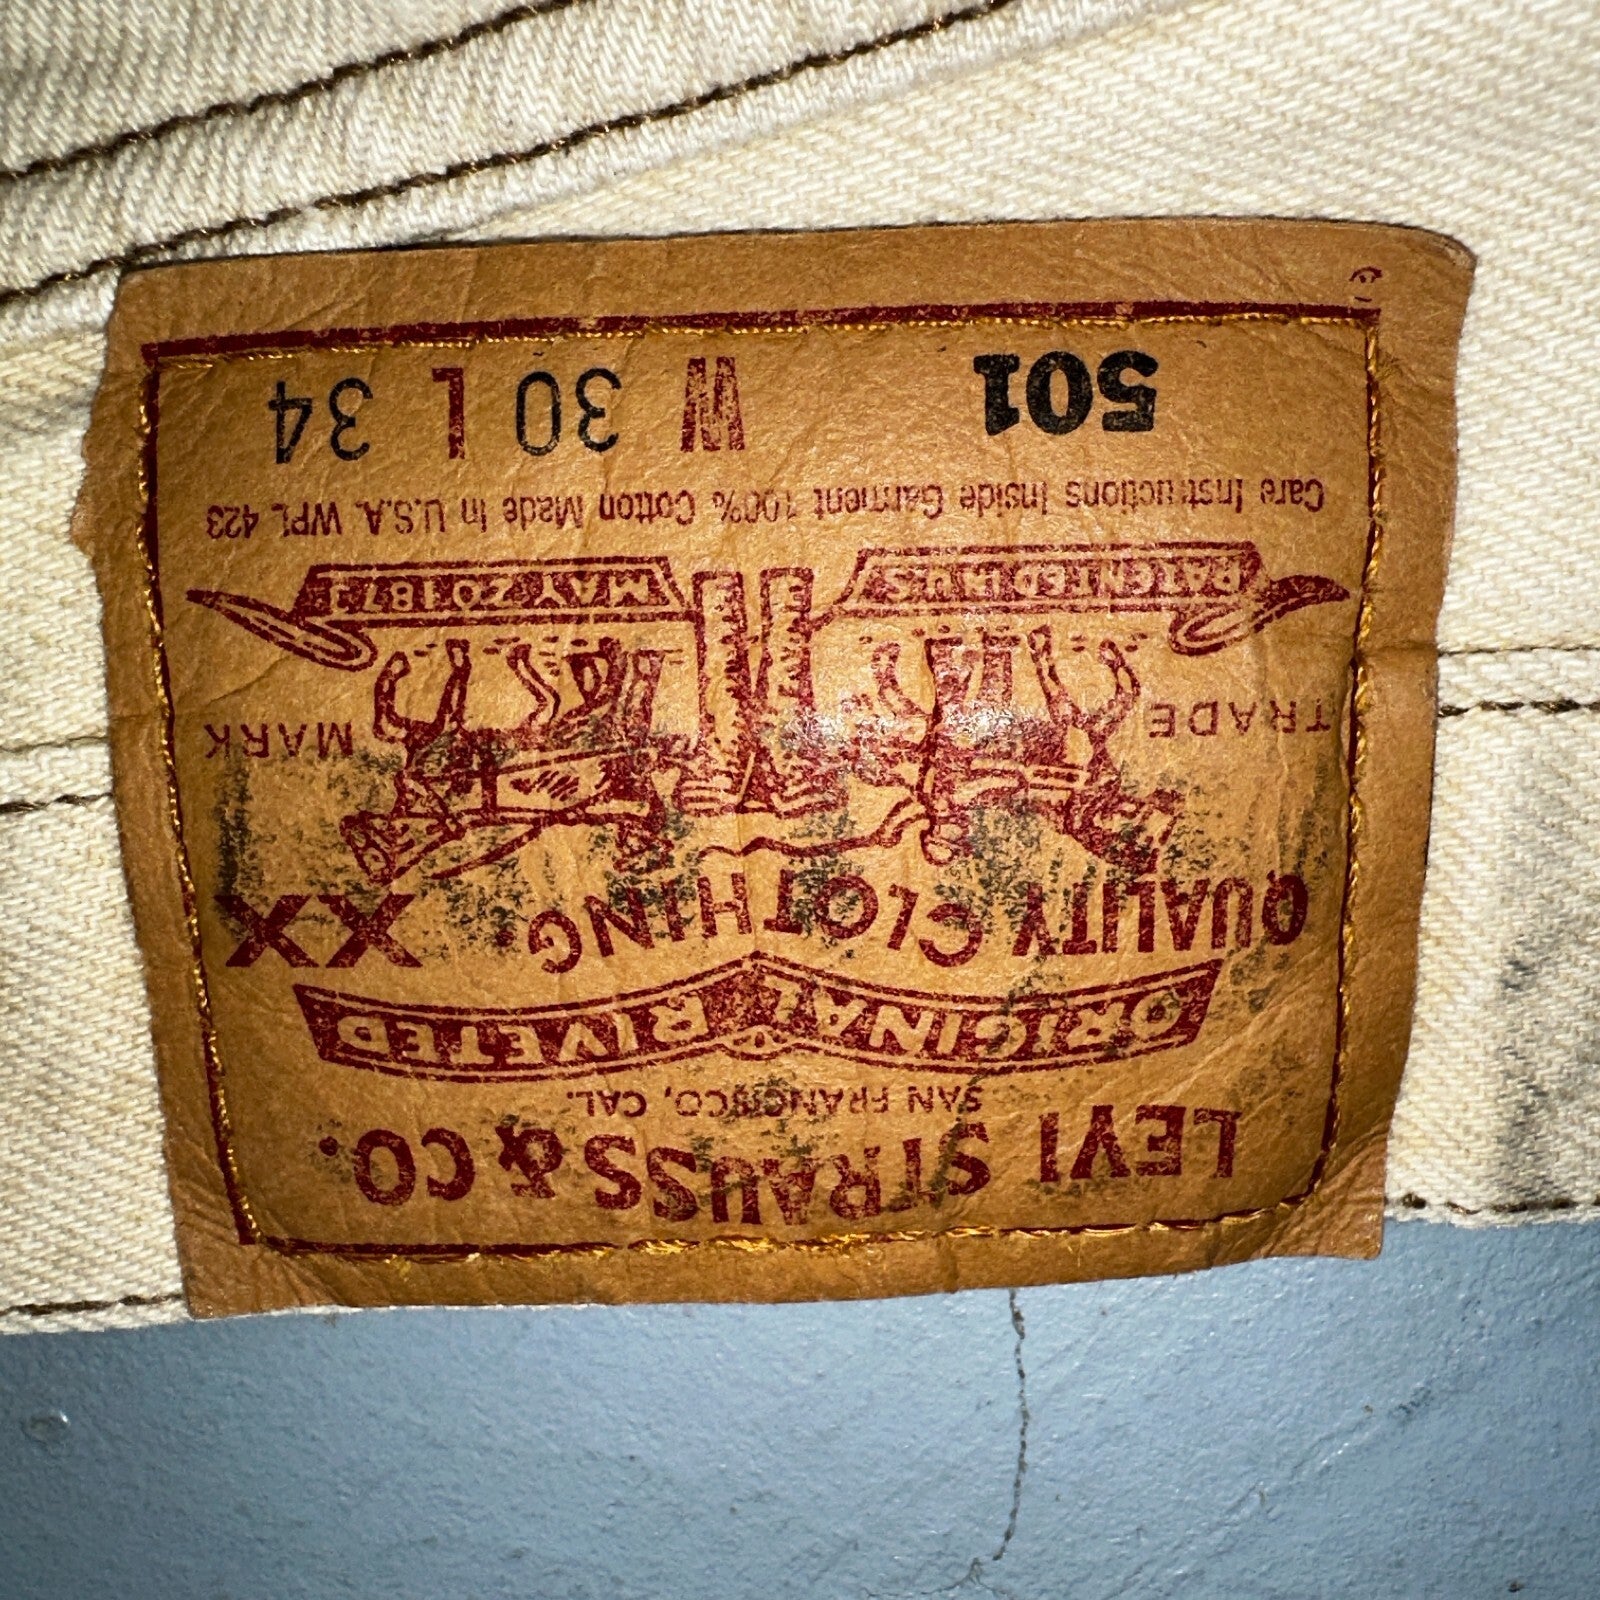 LEVI STRAUSS & CO.
SAN FRANCISCO, CAL.
ORIGINAL RIVETED
QUALITY CLOTHING. XX
TRADE MARK
PATENTED IN U.S. MAY 20 1873
Care Instructions Inside Garment 100% Cotton Made In U.S.A. WPL 423
501 W 30 L 34